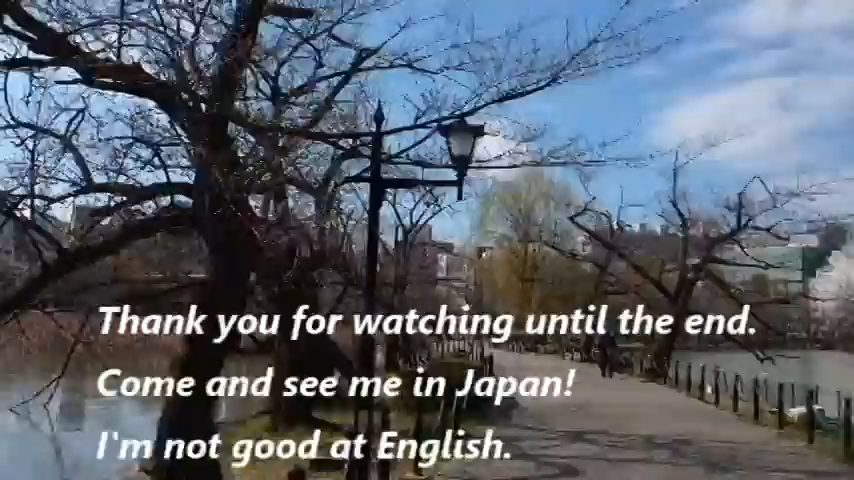 Thank you for watching until the end.
Come and see me in Japan!
I'm not good at English.